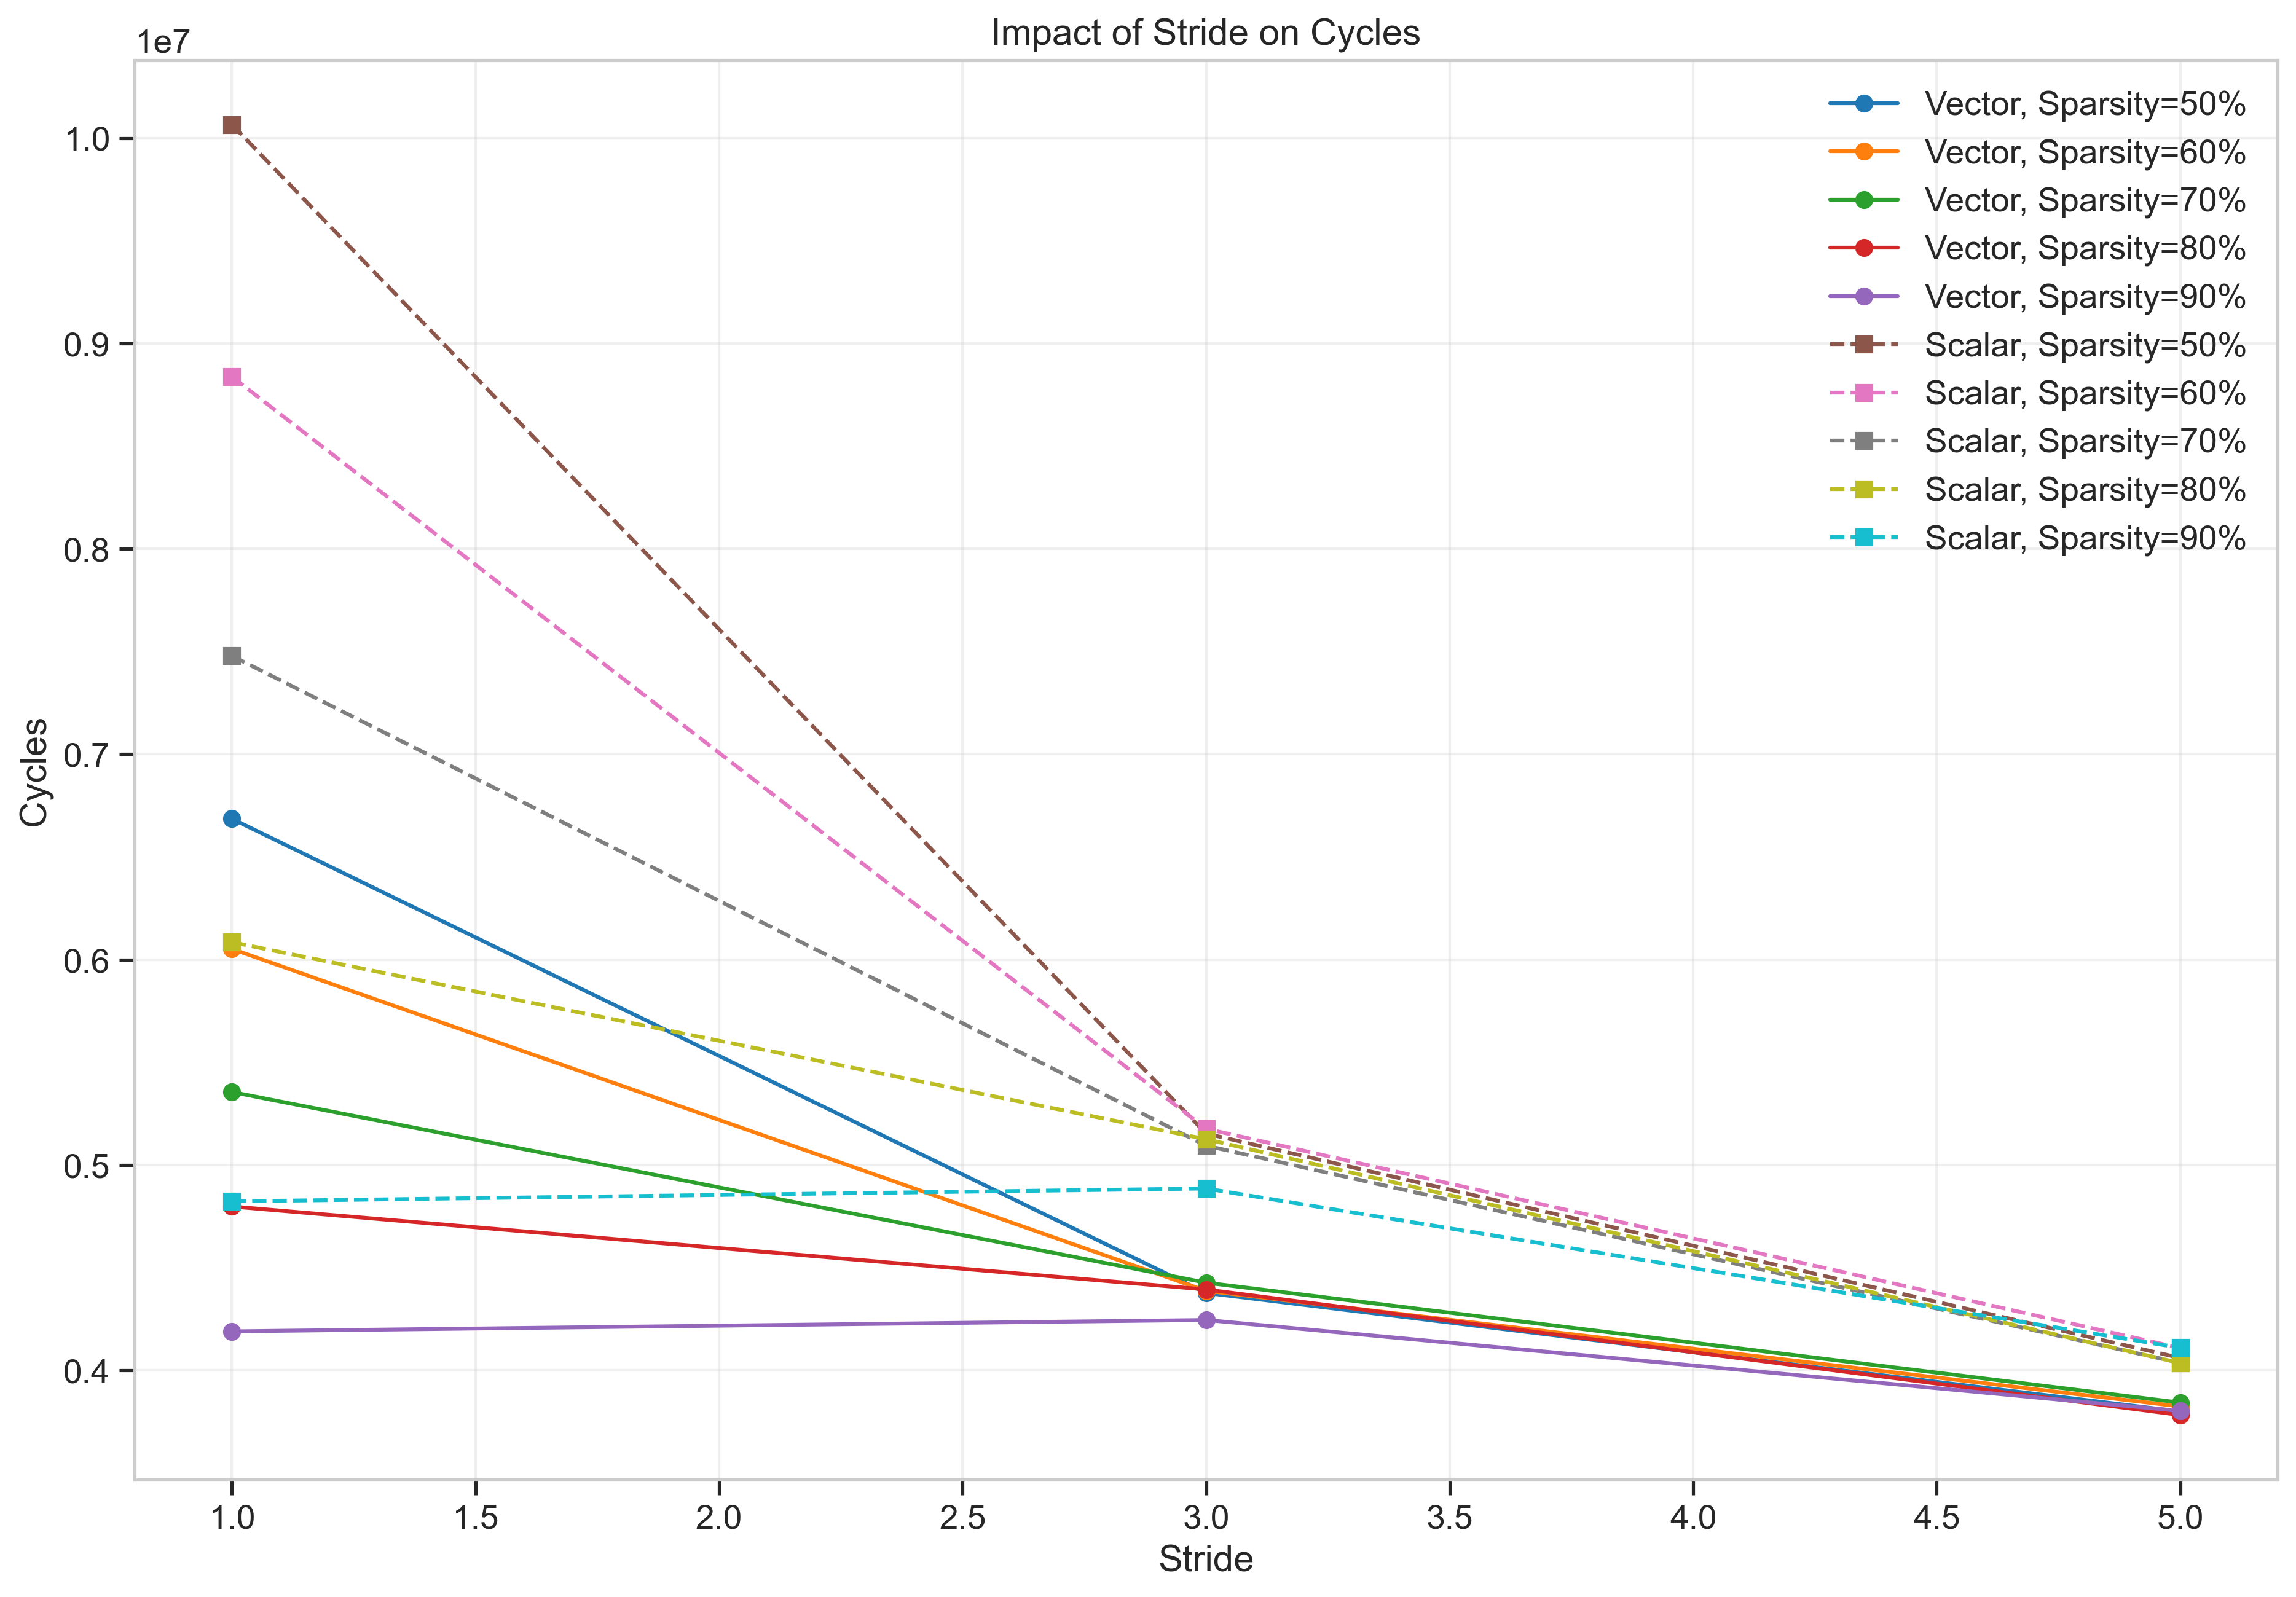 Impact of Stride on Cycles
1e7
1.0
0.9
0.8
0.7
0.6
0.5
0.4
Cycles
Vector, Sparsity=50%
Vector, Sparsity=60%
Vector, Sparsity=70%
Vector, Sparsity=80%
Vector, Sparsity=90%
Scalar, Sparsity=50%
Scalar, Sparsity=60%
Scalar, Sparsity=70%
Scalar, Sparsity=80%
Scalar, Sparsity=90%
1.0 1.5 2.0 2.5 3.0 3.5 4.0 4.5 5.0
Stride